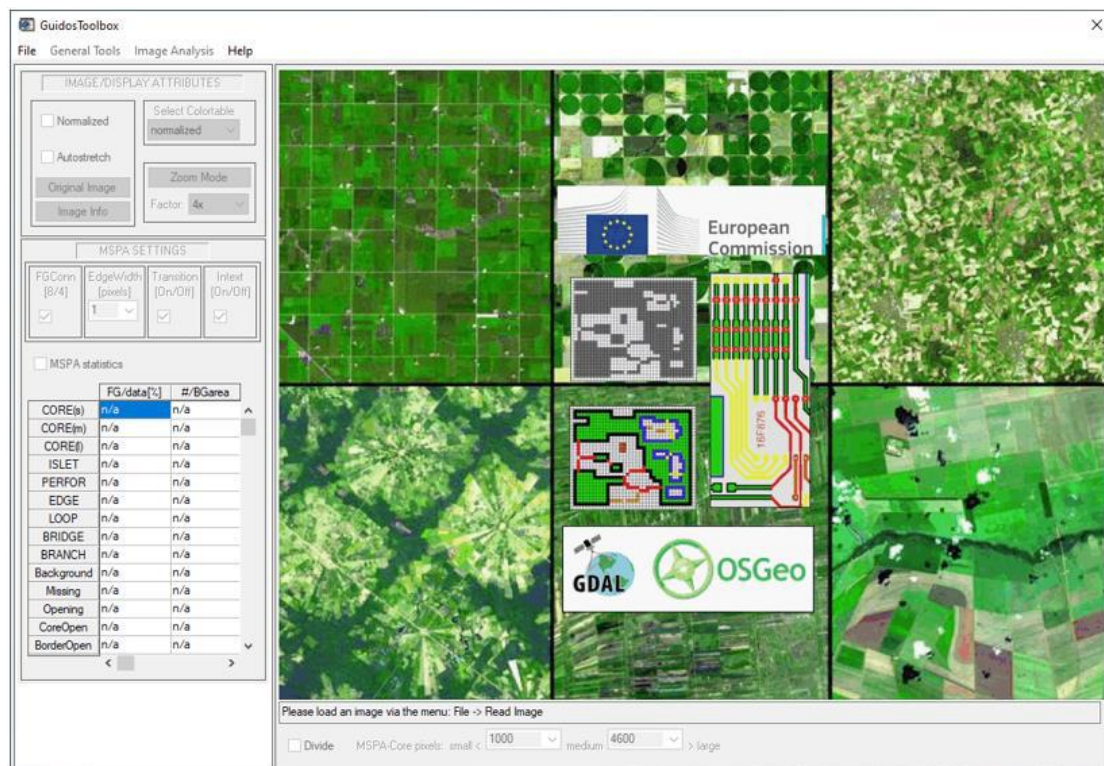 GuidosToolbox
File General Tools Image Analysis Help
IMAGE/DISPLAY ATTRIBUTES
Normalized
Autostretch
Original Image
Image Info
Select Colortable
normalized
Zoom Mode
Factor: 4x
MSPA SETTINGS
FGConn
[8/4]
EdgeWidth
[pixels]
1
Transition
[On/Off]
Intext
[On/Off]
MSPA statistics
FG/data[%] #/BGarea
CORE(s) n/a n/a
CORE(m) n/a n/a
CORE(l) n/a n/a
ISLET n/a n/a
PERFOR n/a n/a
EDGE n/a n/a
LOOP n/a n/a
BRIDGE n/a n/a
BRANCH n/a n/a
Background n/a n/a
Missing n/a n/a
Opening n/a n/a
CoreOpen n/a n/a
BorderOpen n/a n/a
European
Commission
16F876
GDAL
OSGeo
Please load an image via the menu: File -> Read Image
Divide MSPA-Core pixels: small < 1000 medium 4600 > large